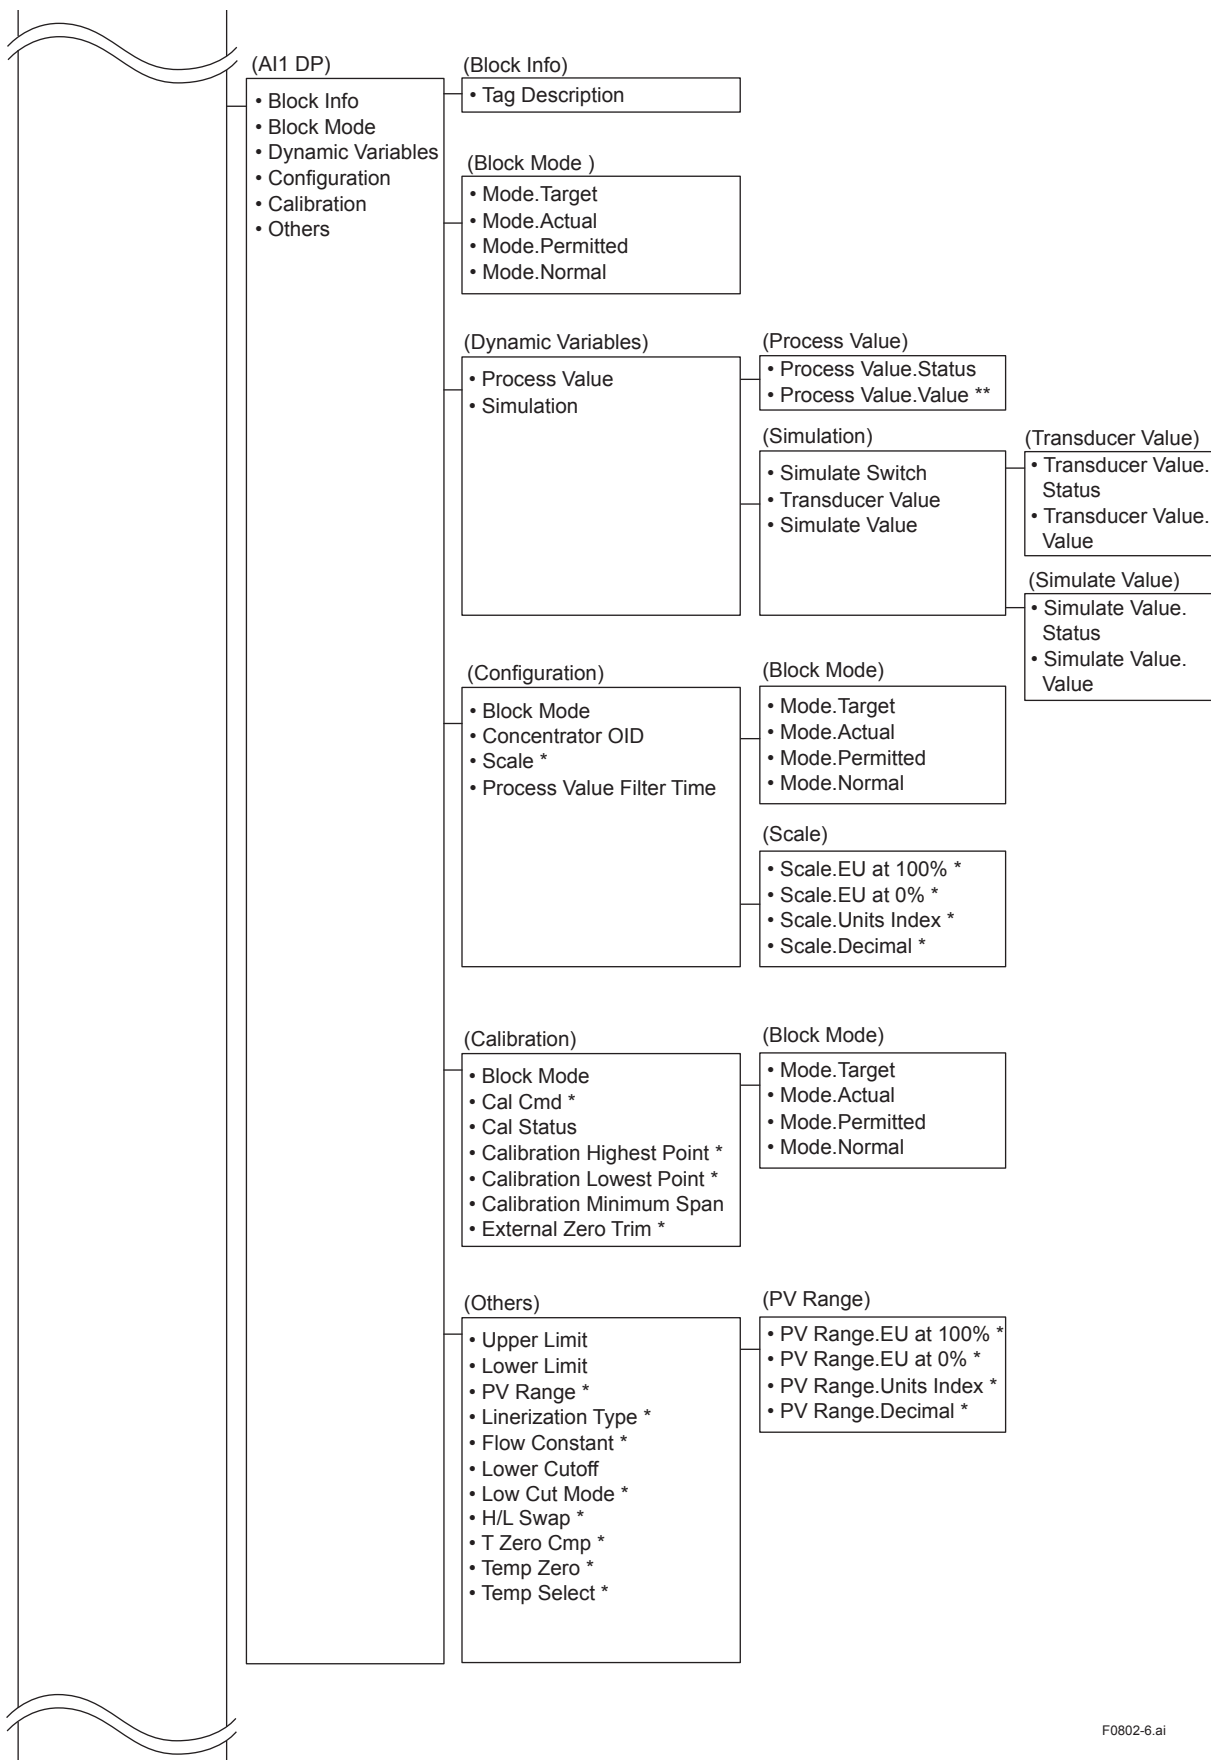 (AI1 DP)
• Block Info
• Block Mode
• Dynamic Variables
• Configuration
• Calibration
• Others
(Block Info)
• Tag Description
(Block Mode )
• Mode.Target
• Mode.Actual
• Mode.Permitted
• Mode.Normal
(Dynamic Variables)
• Process Value
• Simulation
(Process Value)
• Process Value.Status
• Process Value.Value **
(Simulation)
• Simulate Switch
• Transducer Value
• Simulate Value
(Transducer Value)
• Transducer Value.
Status
• Transducer Value.
Value
(Simulate Value)
• Simulate Value.
Status
• Simulate Value.
Value
(Configuration)
• Block Mode
• Concentrator OID
• Scale *
• Process Value Filter Time
(Block Mode)
• Mode.Target
• Mode.Actual
• Mode.Permitted
• Mode.Normal
(Scale)
• Scale.EU at 100% *
• Scale.EU at 0% *
• Scale.Units Index *
• Scale.Decimal *
(Calibration)
• Block Mode
• Cal Cmd *
• Cal Status
• Calibration Highest Point *
• Calibration Lowest Point *
• Calibration Minimum Span
• External Zero Trim *
(Block Mode)
• Mode.Target
• Mode.Actual
• Mode.Permitted
• Mode.Normal
(Others)
• Upper Limit
• Lower Limit
• PV Range *
• Linerization Type *
• Flow Constant *
• Lower Cutoff
• Low Cut Mode *
• H/L Swap *
• T Zero Cmp *
• Temp Zero *
• Temp Select *
(PV Range)
• PV Range.EU at 100% *
• PV Range.EU at 0% *
• PV Range.Units Index *
• PV Range.Decimal *
F0802-6.ai